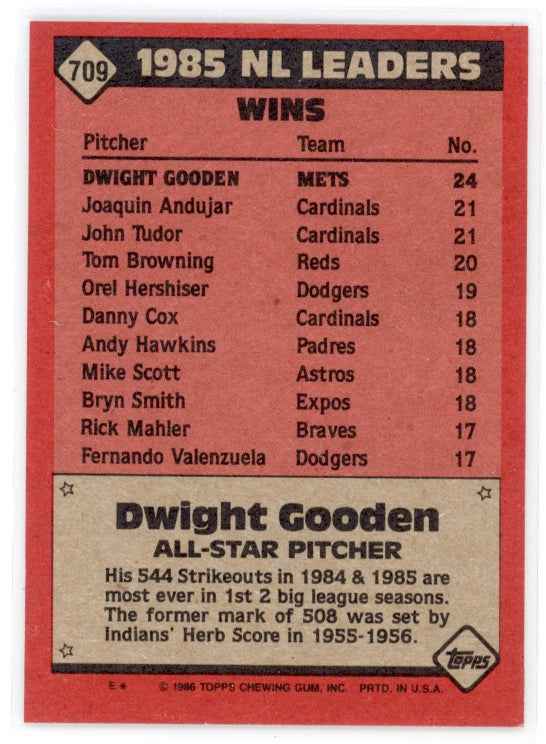 709 1985 NL LEADERS
WINS
Pitcher Team No.
DWIGHT GOODEN METS 24
Joaquin Andujar Cardinals 21
John Tudor Cardinals 21
Tom Browning Reds 20
Orel Hershiser Dodgers 19
Danny Cox Cardinals 18
Andy Hawkins Padres 18
Mike Scott Astros 18
Bryn Smith Expos 18
Rick Mahler Braves 17
Fernando Valenzuela Dodgers 17
Dwight Gooden
ALL-STAR PITCHER
His 544 Strikeouts in 1984 & 1985 are
most ever in 1st 2 big league seasons.
The former mark of 508 was set by
Indians' Herb Score in 1955-1956.
topps
E* © 1986 TOPPS CHEWING GUM, INC. PRTD. IN U.S.A.